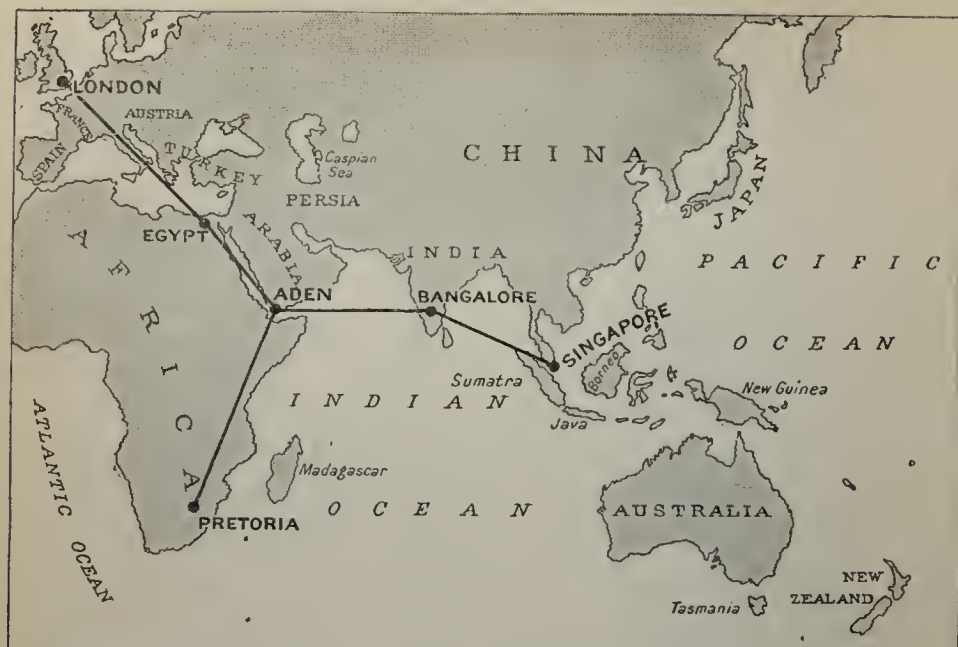 LONDON
FRANCE
SPAIN
AUSTRIA
TURKEY
Caspian
Sea
PERSIA
CHINA
JAPAN
EGYPT
ARABIA
INDIA
PACIFIC
OCEAN
AFRICA
ADEN
BANGALORE
SINGAPORE
Sumatra
Borneo
Java
New Guinea
INDIAN
OCEAN
Madagascar
ATLANTIC
OCEAN
PRETORIA
AUSTRALIA
Tasmania
NEW
ZEALAND